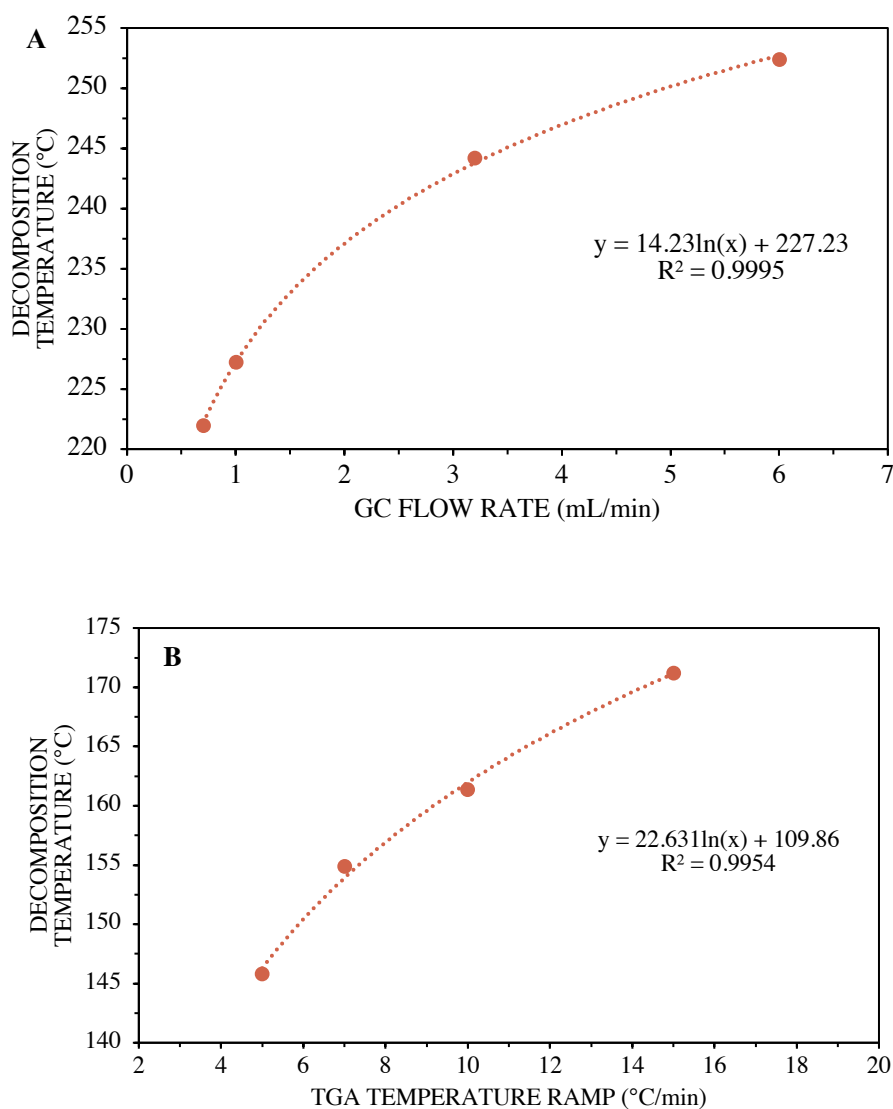 A
255
250
245
240
235
230
225
220
DECOMPOSITION
TEMPERATURE (°C)
y = 14.23ln(x) + 227.23
R² = 0.9995
0 1 2 3 4 5 6 7
GC FLOW RATE (mL/min)
B
175
170
165
160
155
150
145
140
DECOMPOSITION
TEMPERATURE (°C)
y = 22.631ln(x) + 109.86
R² = 0.9954
2 4 6 8 10 12 14 16 18 20
TGA TEMPERATURE RAMP (°C/min)